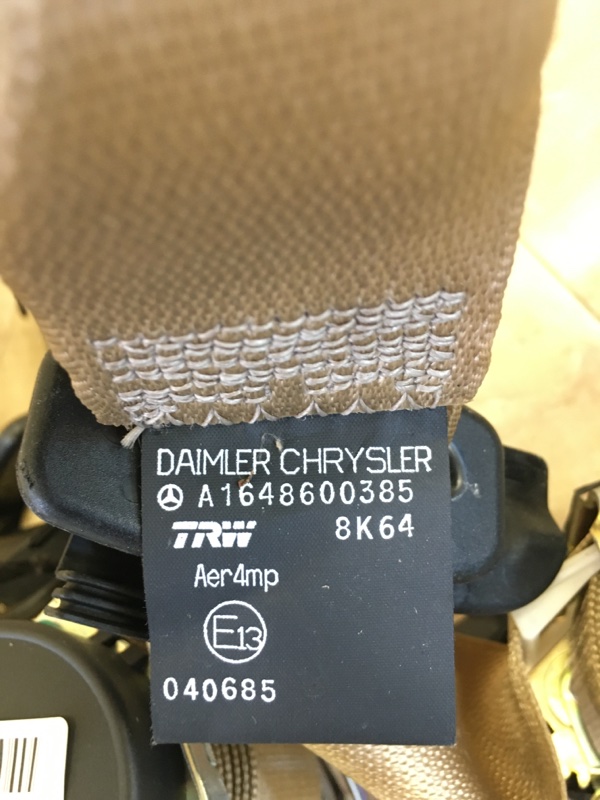 DAIMLER CHRYSLER
A1648600385
TRW 8K64
Aer4mp
E13
040685